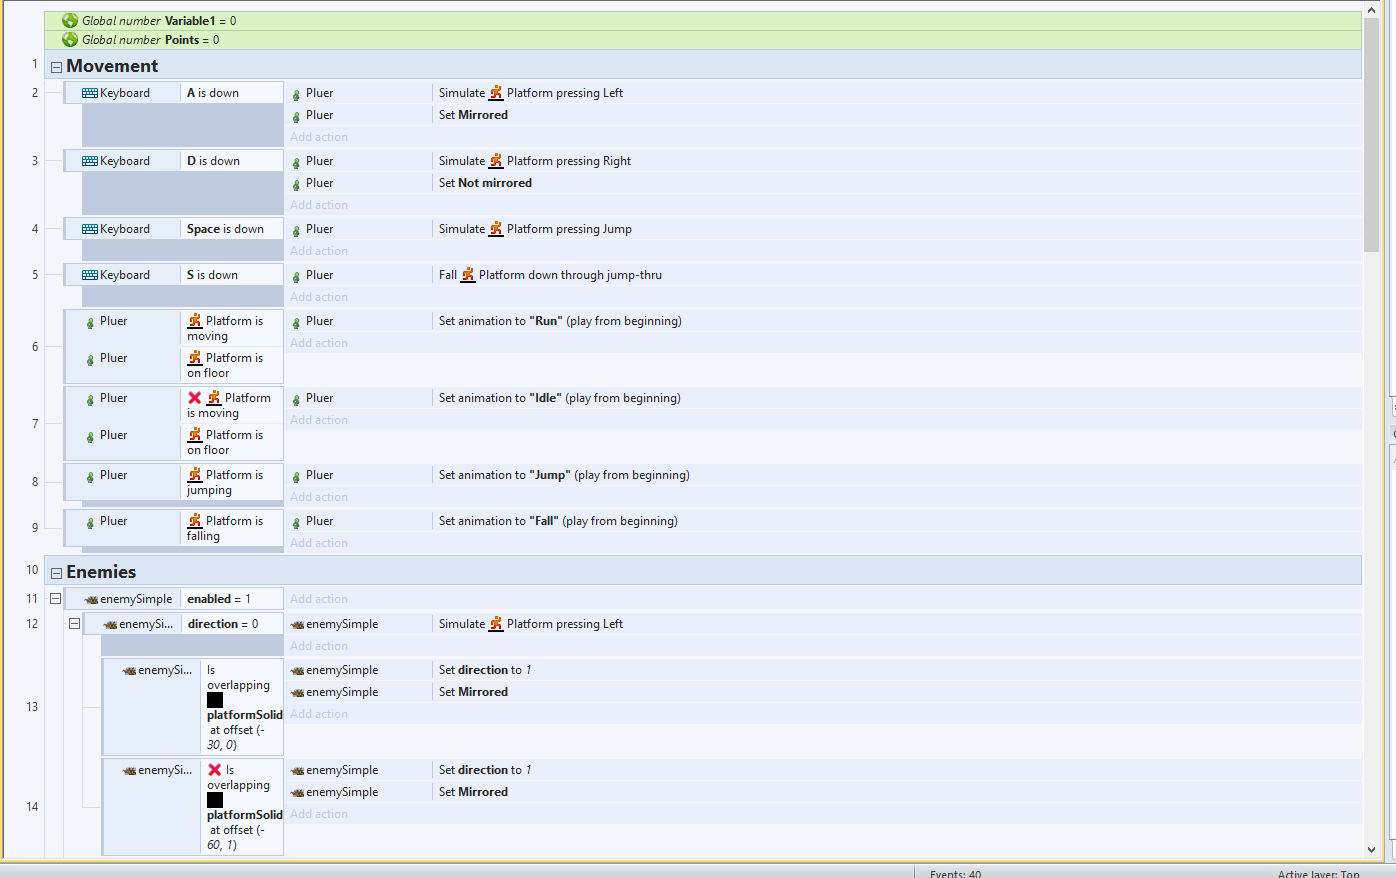 Global number Variable1 = 0
Global number Points = 0
1 Movement
2 Keyboard A is down Pluer Simulate Platform pressing Left
Pluer Set Mirrored
Add action
3 Keyboard D is down Pluer Simulate Platform pressing Right
Pluer Set Not mirrored
Add action
4 Keyboard Space is down Pluer Simulate Platform pressing Jump
Add action
5 Keyboard S is down Pluer Fall Platform down through jump-thru
Add action
6 Pluer Platform is moving Pluer Set animation to "Run" (play from beginning)
Add action
Pluer Platform is on floor
7 Pluer Platform is moving Pluer Set animation to "Idle" (play from beginning)
Add action
Pluer Platform is on floor
8 Pluer Platform is jumping Pluer Set animation to "Jump" (play from beginning)
Add action
9 Pluer Platform is falling Pluer Set animation to "Fall" (play from beginning)
Add action
10 Enemies
11 enemySimple enabled = 1 Add action
12 enemySi... direction = 0 enemySimple Simulate Platform pressing Left
Add action
13 enemySi... Is overlapping platformSolid at offset (-30, 0) enemySimple Set direction to 1
enemySimple Set Mirrored
Add action
14 enemySi... Is overlapping platformSolid at offset (-60, 1) enemySimple Set direction to 1
enemySimple Set Mirrored
Add action
Events: 40 Active layer: Top